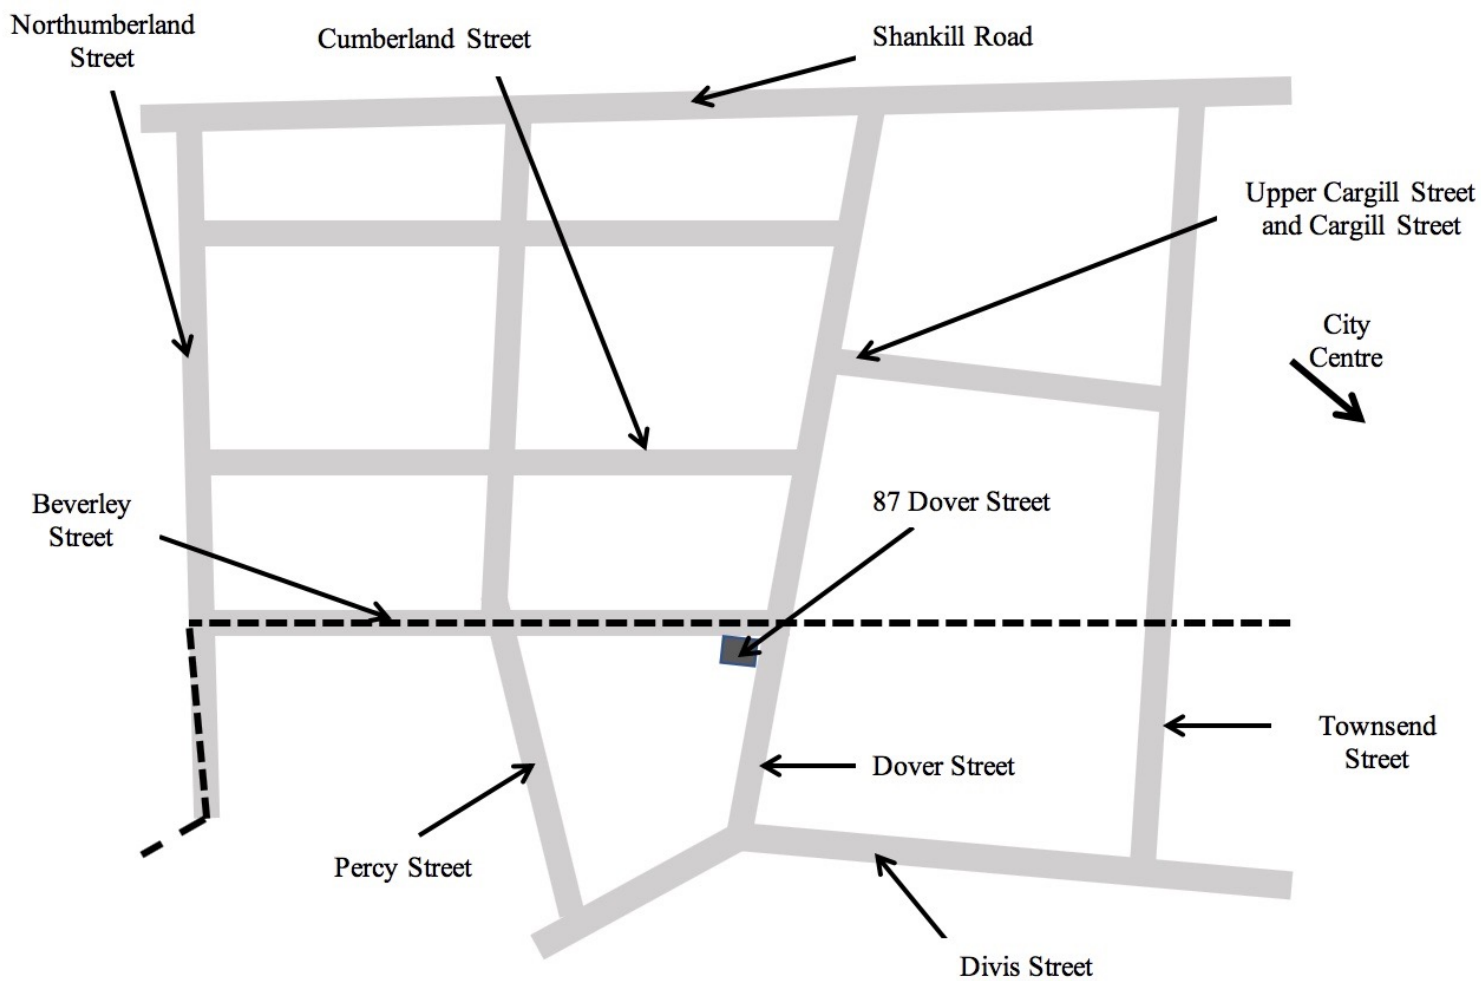 Northumberland
Street
Cumberland Street
Shankill Road
Upper Cargill Street
and Cargill Street
City
Centre
Beverley
Street
87 Dover Street
Townsend
Street
Dover Street
Percy Street
Divis Street